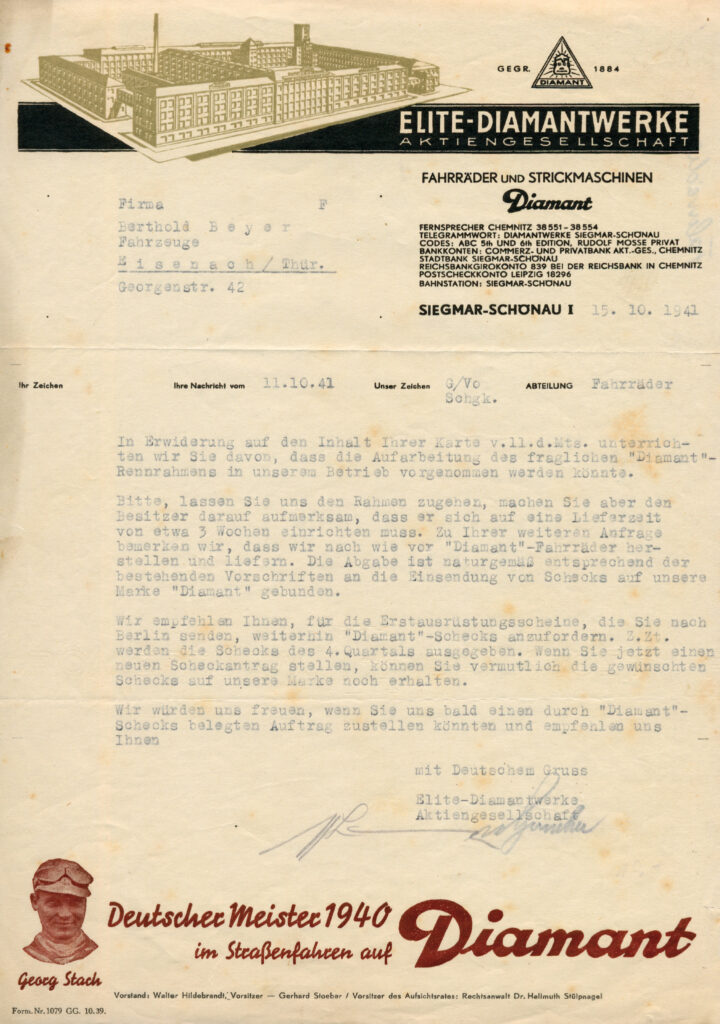 GEGR. 1884
DIAMANT
ELITE-DIAMANTWERKE
AKTIENGESELLSCHAFT
FAHRRÄDER UND STRICKMASCHINEN
Diamant
FERNSPRECHER CHEMNITZ 38551-38554
TELEGRAMMWORT: DIAMANTWERKE SIEGMAR-SCHÖNAU
CODES: ABC 5th UND 6th EDITION, RUDOLF MOSSE PRIVAT
BANKKONTEN: COMMERZ- UND PRIVATBANK AKT.-GES., CHEMNITZ
STADTBANK SIEGMAR-SCHÖNAU
REICHSBANKGIROKONTO 839 BEI DER REICHSBANK IN CHEMNITZ
POSTSCHECKKONTO LEIPZIG 18296
BAHNSTATION: SIEGMAR-SCHÖNAU
Firma F
Berthold Beyer
Fahrzeuge
Eisenach/Thür.
Georgenstr. 42
SIEGMAR-SCHÖNAU I 15. 10. 1941
Ihr Zeichen Ihre Nachricht vom 11.10.41 Unser Zeichen G/Vo ABTEILUNG Fahrräder
Schgk.
In Erwiderung auf den Inhalt Ihrer Karte v.11.d.Mts. unterrich-
ten wir Sie davon, dass die Aufarbeitung des fraglichen "Diamant"-
Rennrahmens in unserem Betrieb vorgenommen werden könnte.
Bitte, lassen Sie uns den Rahmen zugehen, machen Sie aber den
Besitzer darauf aufmerksam, dass er sich auf eine Lieferzeit
von etwa 3 Wochen einrichten muss. Zu Ihrer weiteren Anfrage
bemerken wir, dass wir nach wie vor "Diamant"-Fahrräder her-
stellen und liefern. Die Abgabe ist naturgemäß entsprechend der
bestehenden Vorschriften an die Einsendung von Schecks auf unsere
Marke "Diamant" gebunden.
Wir empfehlen Ihnen, für die Erstausrüstungsscheine, die Sie nach
Berlin senden, weiterhin "Diamant"-Schecks anzufordern. Z.Zt.
werden die Schecks des 4.Quartals ausgegeben. Wenn Sie jetzt einen
neuen Scheckantrag stellen, können Sie vermutlich die gewünschten
Schecks auf unsere Marke noch erhalten.
Wir würden uns freuen, wenn Sie uns bald einen durch "Diamant"-
Schecks belegten Auftrag zustellen könnten und empfehlen uns
Ihnen
mit Deutschem Gruss
Elite-Diamantwerke
Aktiengesellschaft
Deutscher Meister 1940
im Straßenfahren auf Diamant
Georg Stach
Vorstand: Walter Hildebrandt, Vorsitzer — Gerhard Stoeber / Vorsitzer des Aufsichtsrates: Rechtsanwalt Dr. Hellmuth Stülpnagel
Form. Nr. 1079 GG. 10.39.